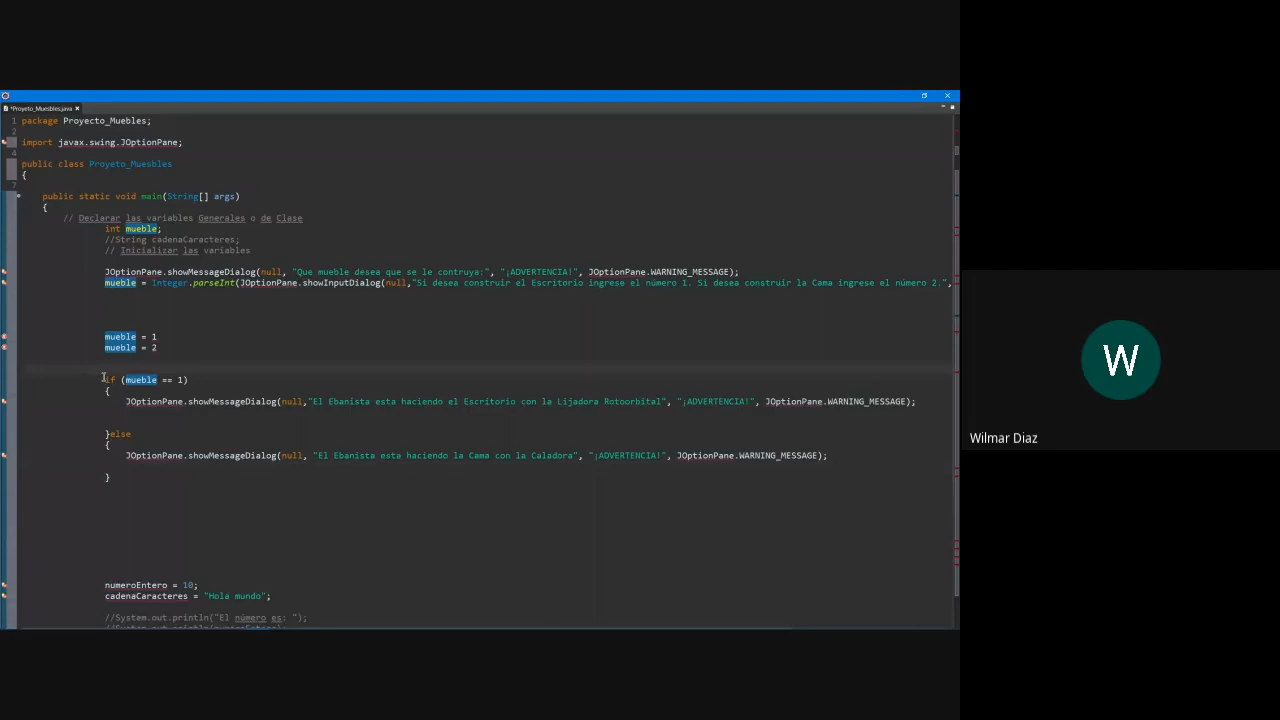 *Proyeto_Muesbles.java
1 package Proyecto_Muebles;
2
import javax.swing.JOptionPane;
4
public class Proyeto_Muesbles
{
7
public static void main(String[] args)
{
// Declarar las variables Generales o de Clase
int mueble;
//String cadenaCaracteres;
// Inicializar las variables
JOptionPane.showMessageDialog(null, "Que mueble desea que se le contruya:", "¡ADVERTENCIA!", JOptionPane.WARNING_MESSAGE);
mueble = Integer.parseInt(JOptionPane.showInputDialog(null,"Si desea construir el Escritorio ingrese el número 1. Si desea construir la Cama ingrese el número 2.",
mueble = 1
mueble = 2
if (mueble == 1)
{
JOptionPane.showMessageDialog(null,"El Ebanista esta haciendo el Escritorio con la Lijadora Rotoorbital", "¡ADVERTENCIA!", JOptionPane.WARNING_MESSAGE);
}else
{
JOptionPane.showMessageDialog(null, "El Ebanista esta haciendo la Cama con la Caladora", "¡ADVERTENCIA!", JOptionPane.WARNING_MESSAGE);
}
numeroEntero = 10;
cadenaCaracteres = "Hola mundo";
//System.out.println("El número es: ");
W
Wilmar Diaz